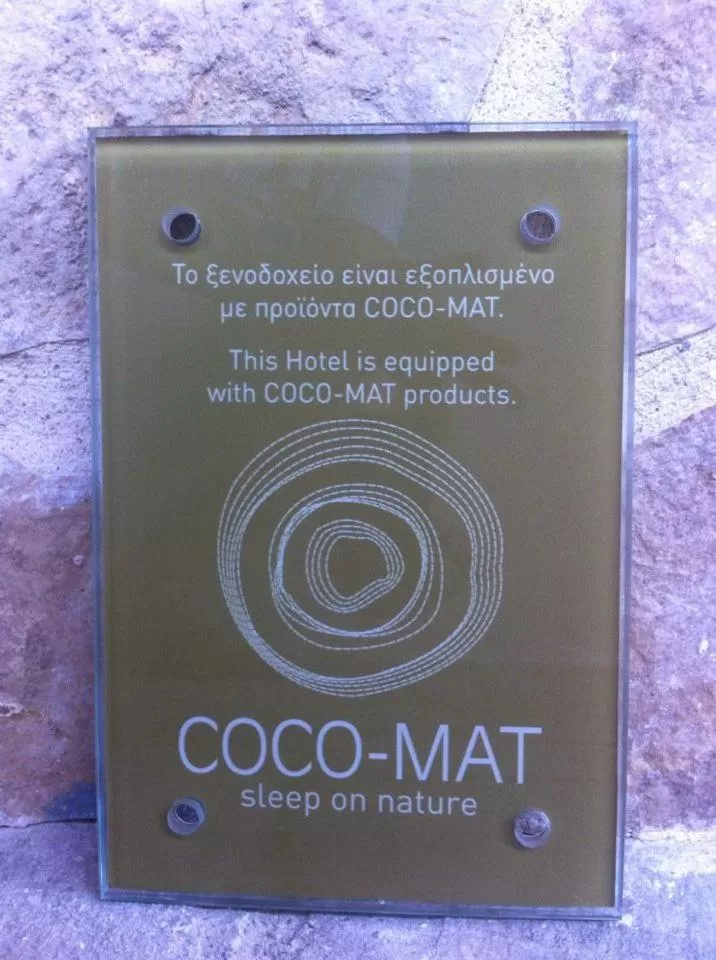 Το ξενοδοχείο είναι εξοπλισμένο
με προϊόντα COCO-MAT.
This Hotel is equipped
with COCO-MAT products.
COCO-MAT
sleep on nature